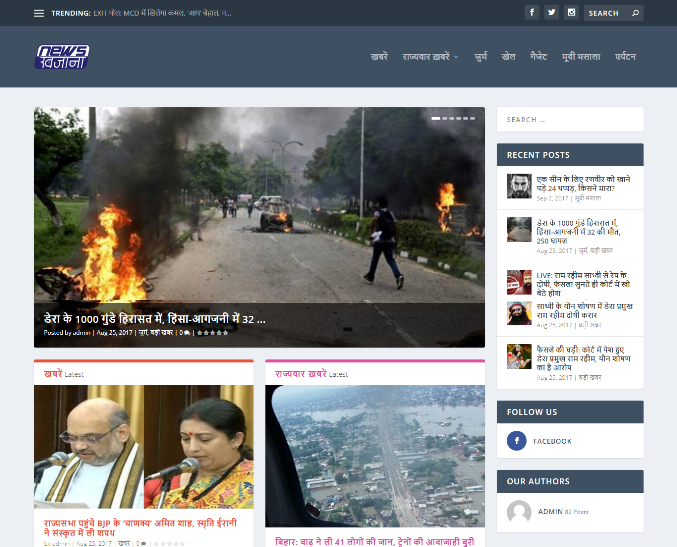 TRENDING: EXIT पोल: MCD में खिलेगा कमल, 'आप' बेहाल, न...
SEARCH
NEWS
खजाना
खबरें राज्यवार ख़बरें जुर्म खेल गैजेट मूवी मसाला पर्यटन
डेरा के 1000 गुंडे हिरासत में, हिंसा-आगजनी में 32 ...
Posted by admin | Aug 25, 2017 | जुर्म, बड़ी खबर | 0
खबरें Latest
राज्यसभा पहुंचे BJP के 'चाणक्य' अमित शाह, स्मृति ईरानी
ने संस्कृत में ली शपथ
by admin | Aug 25, 2017 | खबरें | 0
राज्यवार ख़बरें Latest
बिहार: बाढ़ ने ली 41 लोगों की जान, ट्रेनों की आवाजाही बुरी
SEARCH ...
RECENT POSTS
एक सीन के लिए रणवीर को खाने
पड़े 24 थप्पड़, किसने मारा?
Sep 2, 2017 | मूवी मसाला
डेरा के 1000 गुंडे हिरासत में,
हिंसा-आगजनी में 32 की मौत,
250 घायल
Aug 25, 2017 | जुर्म, बड़ी खबर
LIVE: राम रहीम साध्वी से रेप के
दोषी, फैसला सुनते ही कोर्ट में खो
बैठे होश
साध्वी के यौन शोषण में डेरा प्रमुख
राम रहीम दोषी करार
Aug 25, 2017 | बड़ी खबर
फैसले की घड़ी: कोर्ट में पेश हुए
डेरा प्रमुख राम रहीम, यौन शोषण
का है आरोप
Aug 25, 2017 | बड़ी खबर
FOLLOW US
FACEBOOK
OUR AUTHORS
ADMIN 82 Posts